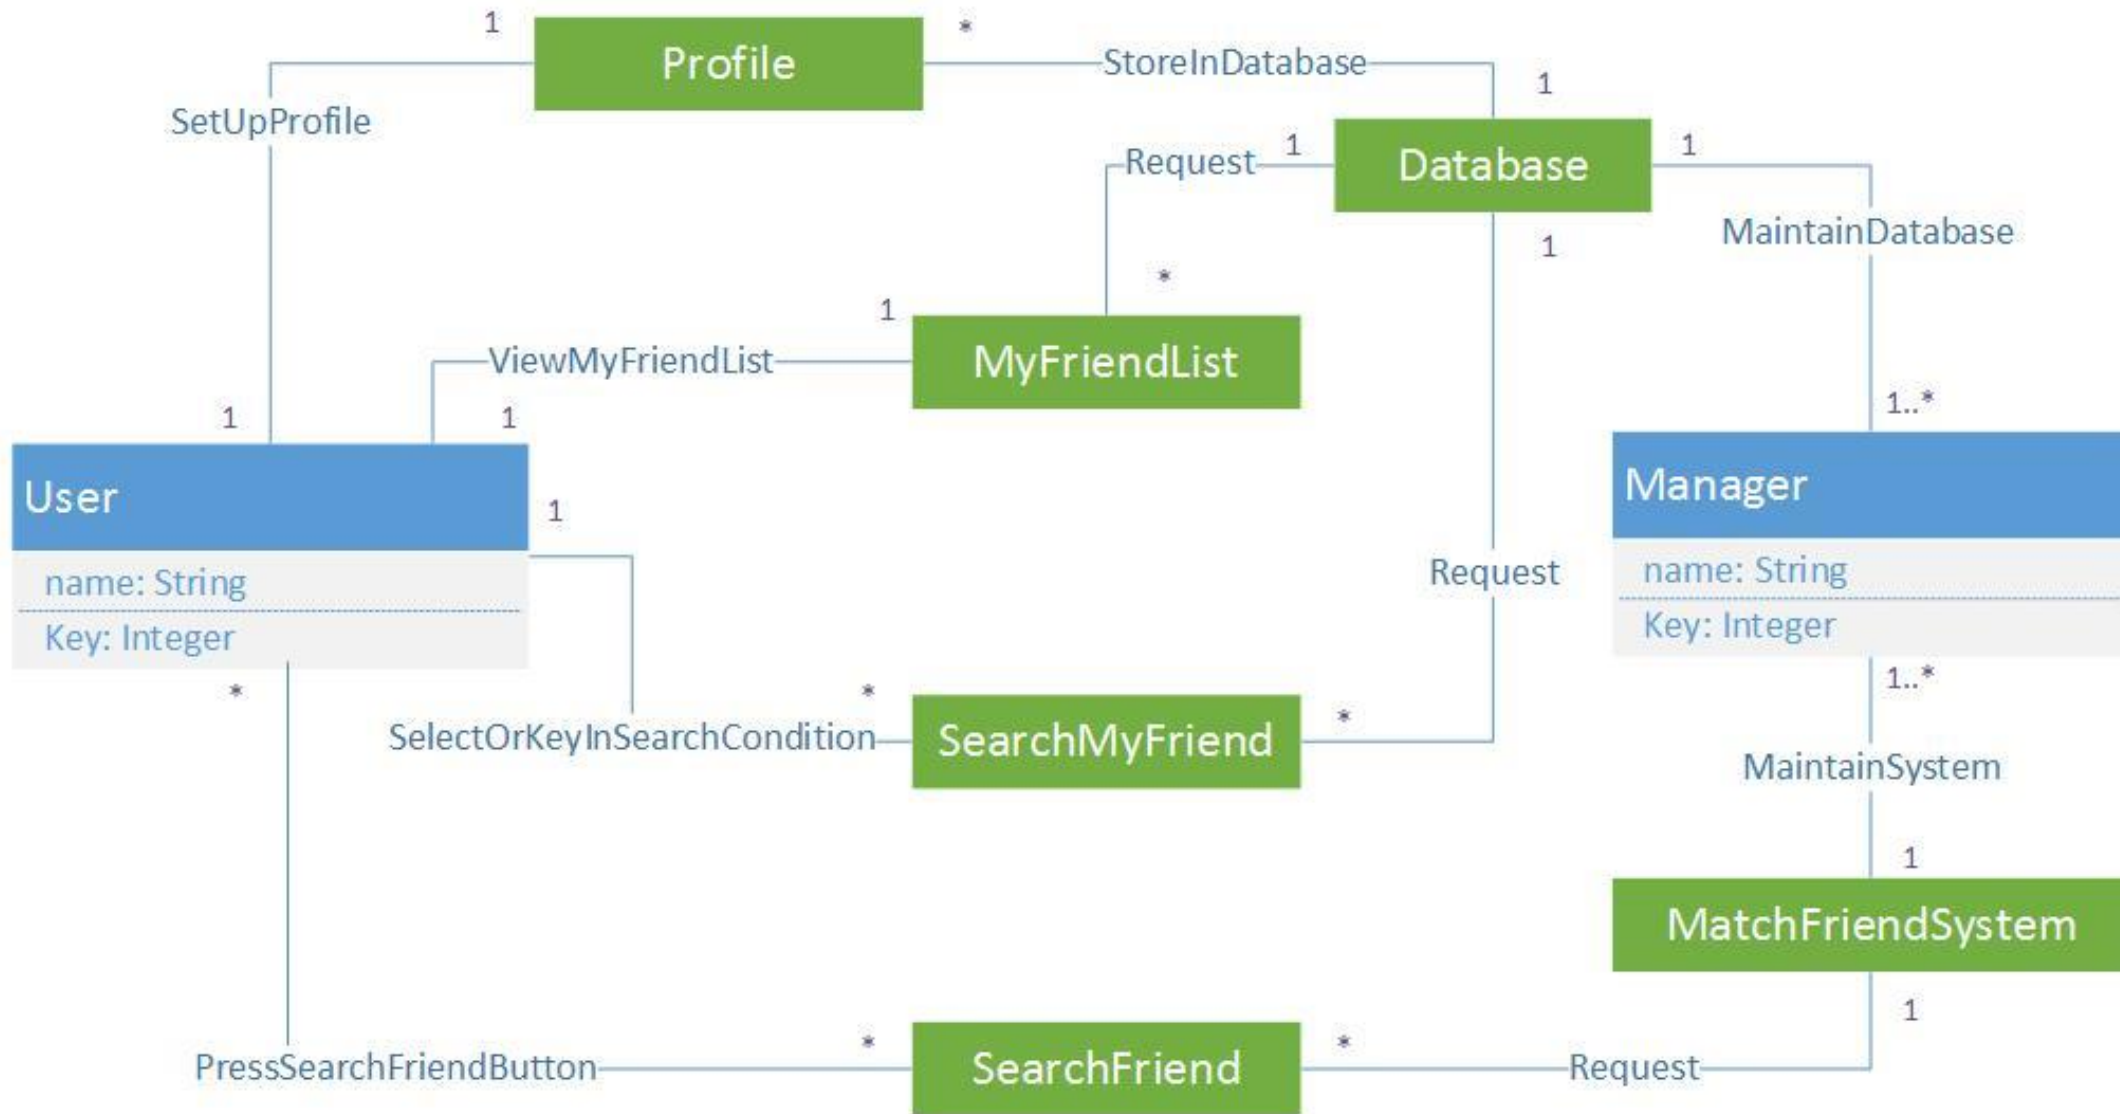 1
Profile
*
StoreInDatabase
1
SetUpProfile
Request
1
Database
1
MaintainDatabase
1
*
1
ViewMyFriendList
MyFriendList
1
1
1..*
User
1
name: String
Key: Integer
Manager
name: String
Key: Integer
Request
*
*
*
1..*
SelectOrKeyInSearchCondition
SearchMyFriend
MaintainSystem
1
MatchFriendSystem
1
PressSearchFriendButton
*
SearchFriend
*
Request